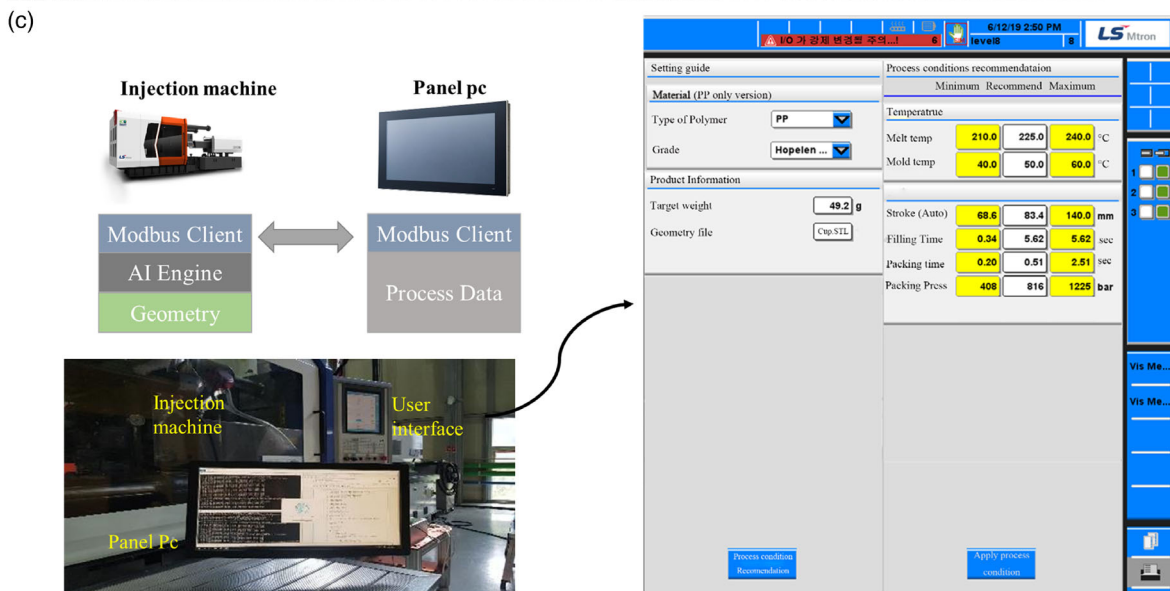 (c)
Injection machine
Panel pc
Modbus Client
AI Engine
Geometry
Modbus Client
Process Data
Injection
machine
User
interface
Panel Pc
6/12/19 2:50 PM
LS Mtron
I/O 가 강제 변경될 주의...! 6
level8 8
Setting guide
Material (PP only version)
Type of Polymer PP
Grade Hopelen ...
Product Information
Target weight 49.2 g
Geometry file Cup.STL
Process condition
Recomendation
Process conditions recommendataion
Minimum Recommend Maximum
Temperatrue
Melt temp 210.0 225.0 240.0 °C
Mold temp 40.0 50.0 60.0 °C
Stroke (Auto) 68.6 83.4 140.0 mm
Filling Time 0.34 5.62 5.62 sec
Packing time 0.20 0.51 2.51 sec
Packing Press 408 816 1225 bar
Apply process
condition
1
2
3
Vis Me...
Vis Me...